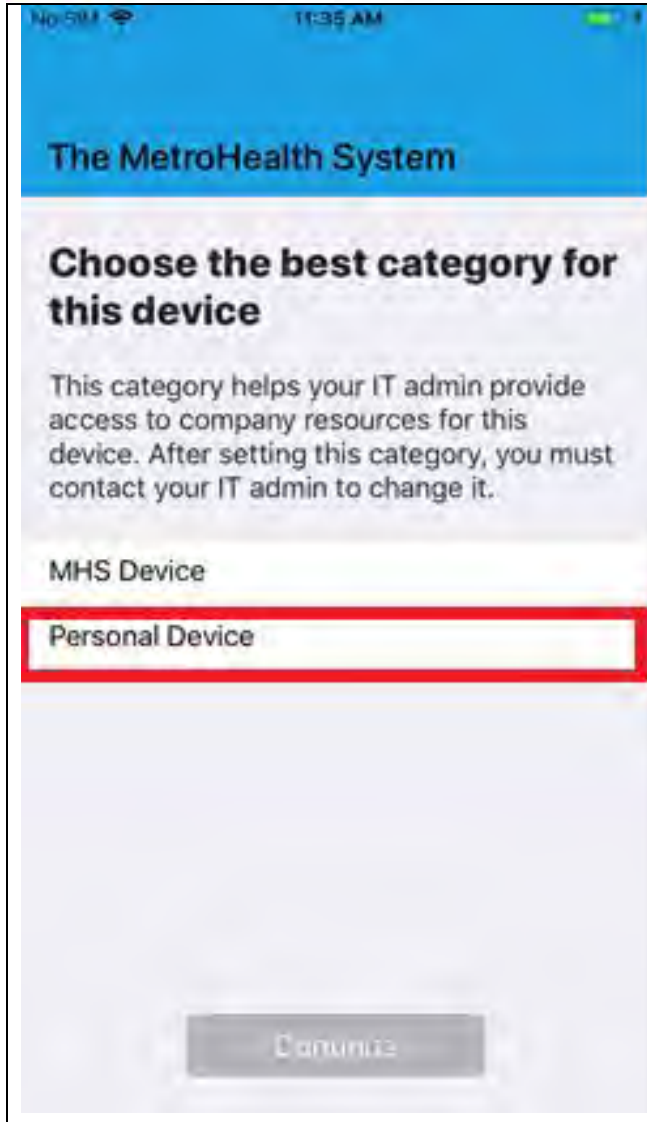 No SIM 11:35 AM
The MetroHealth System
Choose the best category for
this device
This category helps your IT admin provide
access to company resources for this
device. After setting this category, you must
contact your IT admin to change it.
MHS Device
Personal Device
Continue